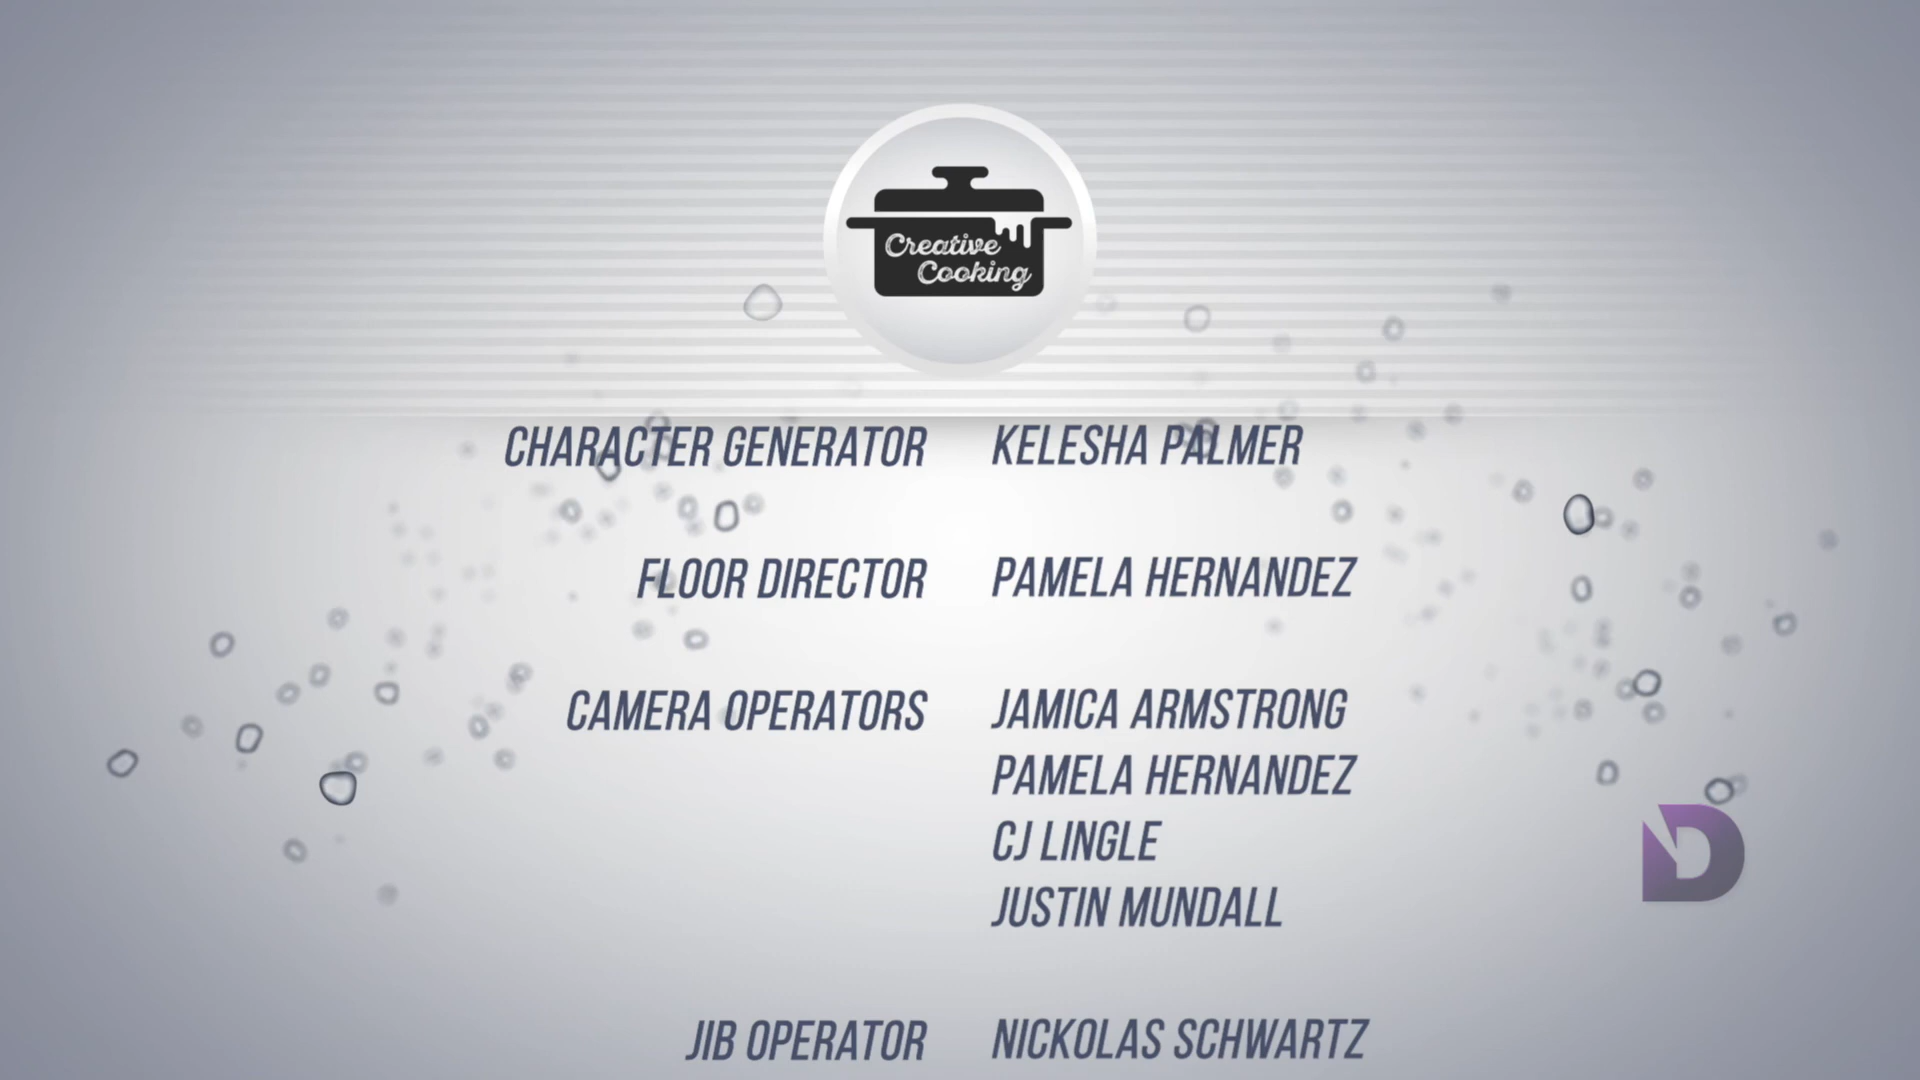 Creative
Cooking
CHARACTER GENERATOR KELESHA PALMER
FLOOR DIRECTOR PAMELA HERNANDEZ
CAMERA OPERATORS JAMICA ARMSTRONG
PAMELA HERNANDEZ
CJ LINGLE
JUSTIN MUNDALL
JIB OPERATOR NICKOLAS SCHWARTZ
D